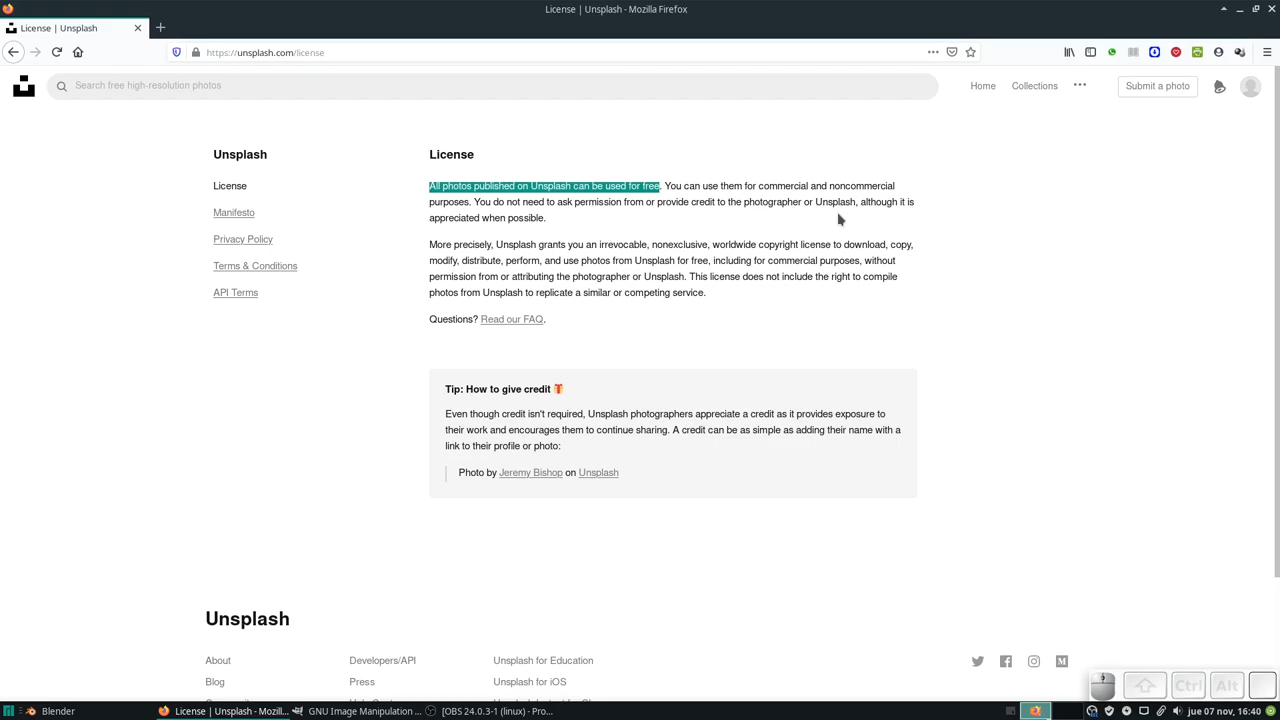 License | Unsplash - Mozilla Firefox
License | Unsplash
https://unsplash.com/license
Search free high-resolution photos
Home
Collections
Submit a photo
Unsplash
License
Manifesto
Privacy Policy
Terms & Conditions
API Terms
License
All photos published on Unsplash can be used for free. You can use them for commercial and noncommercial
purposes. You do not need to ask permission from or provide credit to the photographer or Unsplash, although it is
appreciated when possible.
More precisely, Unsplash grants you an irrevocable, nonexclusive, worldwide copyright license to download, copy,
modify, distribute, perform, and use photos from Unsplash for free, including for commercial purposes, without
permission from or attributing the photographer or Unsplash. This license does not include the right to compile
photos from Unsplash to replicate a similar or competing service.
Questions? Read our FAQ.
Tip: How to give credit 🎁
Even though credit isn't required, Unsplash photographers appreciate a credit as it provides exposure to
their work and encourages them to continue sharing. A credit can be as simple as adding their name with a
link to their profile or photo:
Photo by Jeremy Bishop on Unsplash
Unsplash
About
Developers/API
Unsplash for Education
Blog
Press
Unsplash for iOS
Ctrl
Alt
Blender
License | Unsplash - Mozill...
GNU Image Manipulation ...
[OBS 24.0.3-1 (linux) - Pro...
jue 07 nov, 16:40